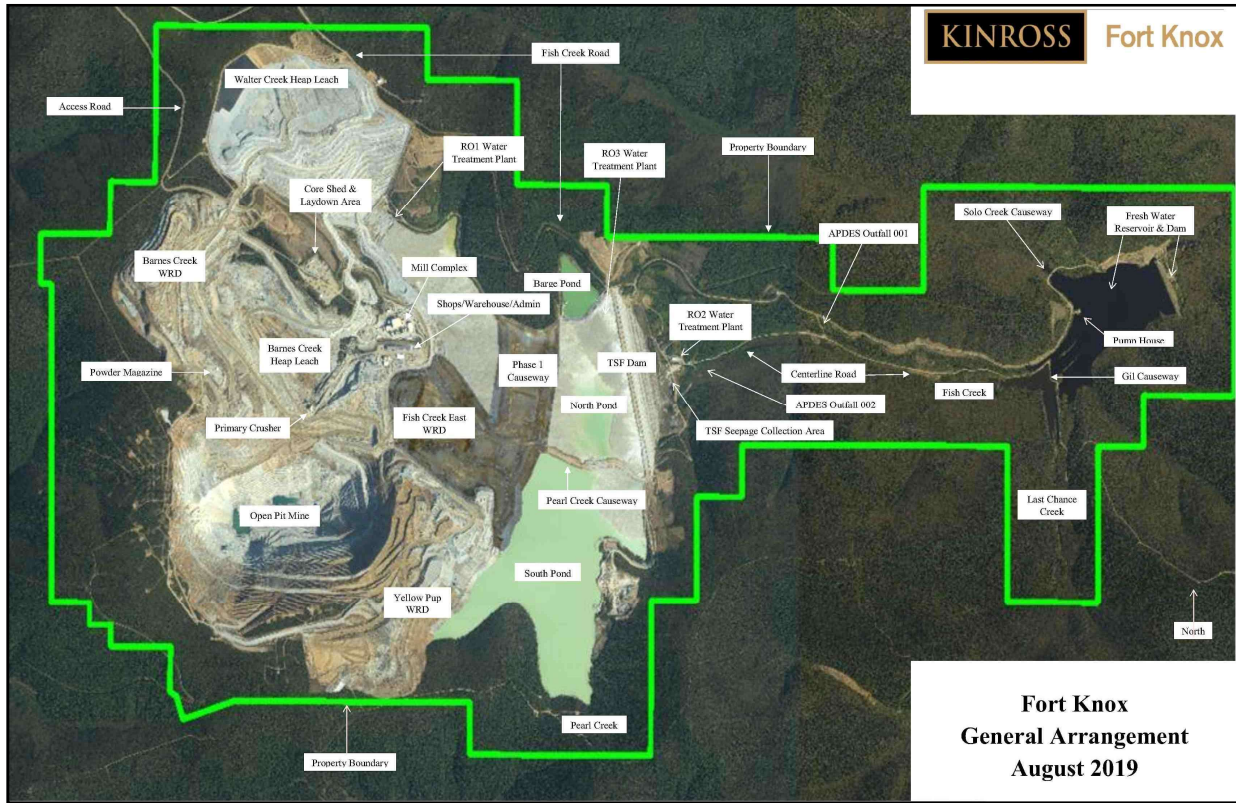 KINROSS Fort Knox
Fish Creek Road
Walter Creek Heap Leach
Access Road
RO1 Water
Treatment Plant
RO3 Water
Treatment Plant
Property Boundary
Core Shed &
Laydown Area
Solo Creek Causeway
Fresh Water
Reservoir & Dam
APDES Outfall 001
Barnes Creek
WRD
Mill Complex
Barge Pond
Shops/Warehouse/Admin
RO2 Water
Treatment Plant
Pump House
Barnes Creek
Heap Leach
Phase 1
Causeway
TSF Dam
Powder Magazine
Centerline Road
Gil Causeway
Fish Creek
North Pond
APDES Outfall 002
Primary Crusher
Fish Creek East
WRD
TSF Seepage Collection Area
Pearl Creek Causeway
Last Chance
Creek
Open Pit Mine
South Pond
Yellow Pup
WRD
North
Pearl Creek
Property Boundary
Fort Knox
General Arrangement
August 2019